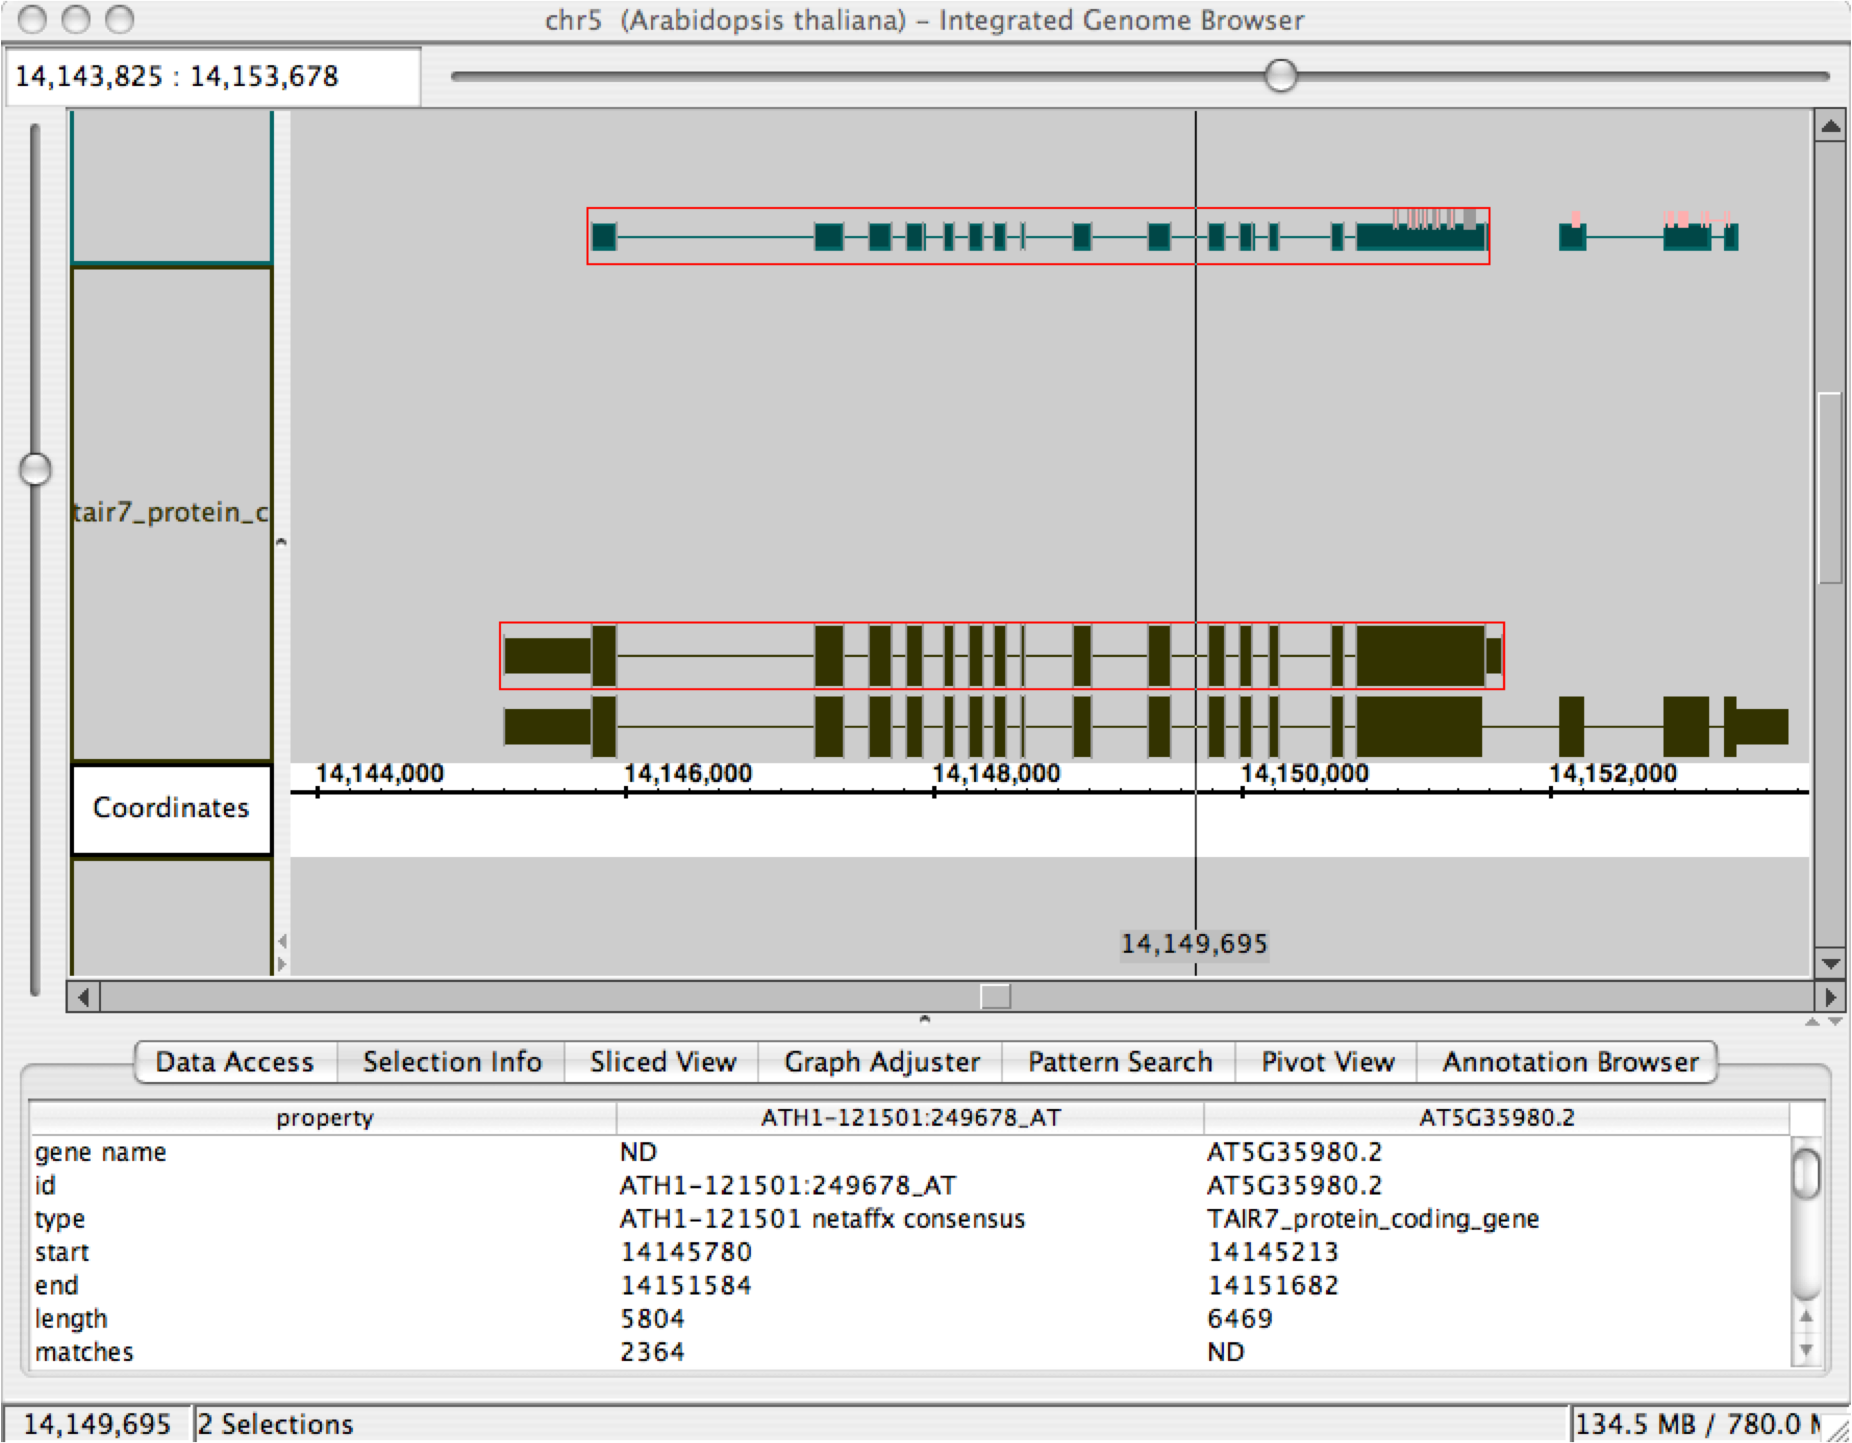 chr5 (Arabidopsis thaliana) – Integrated Genome Browser
14,143,825 : 14,153,678
tair7_protein_c
14,144,000 14,146,000 14,148,000 14,150,000 14,152,000
Coordinates
14,149,695
Data Access Selection Info Sliced View Graph Adjuster Pattern Search Pivot View Annotation Browser
property ATH1-121501:249678_AT AT5G35980.2
gene name ND AT5G35980.2
id ATH1-121501:249678_AT AT5G35980.2
type ATH1-121501 netaffx consensus TAIR7_protein_coding_gene
start 14145780 14145213
end 14151584 14151682
length 5804 6469
matches 2364 ND
14,149,695 2 Selections 134.5 MB / 780.0 M